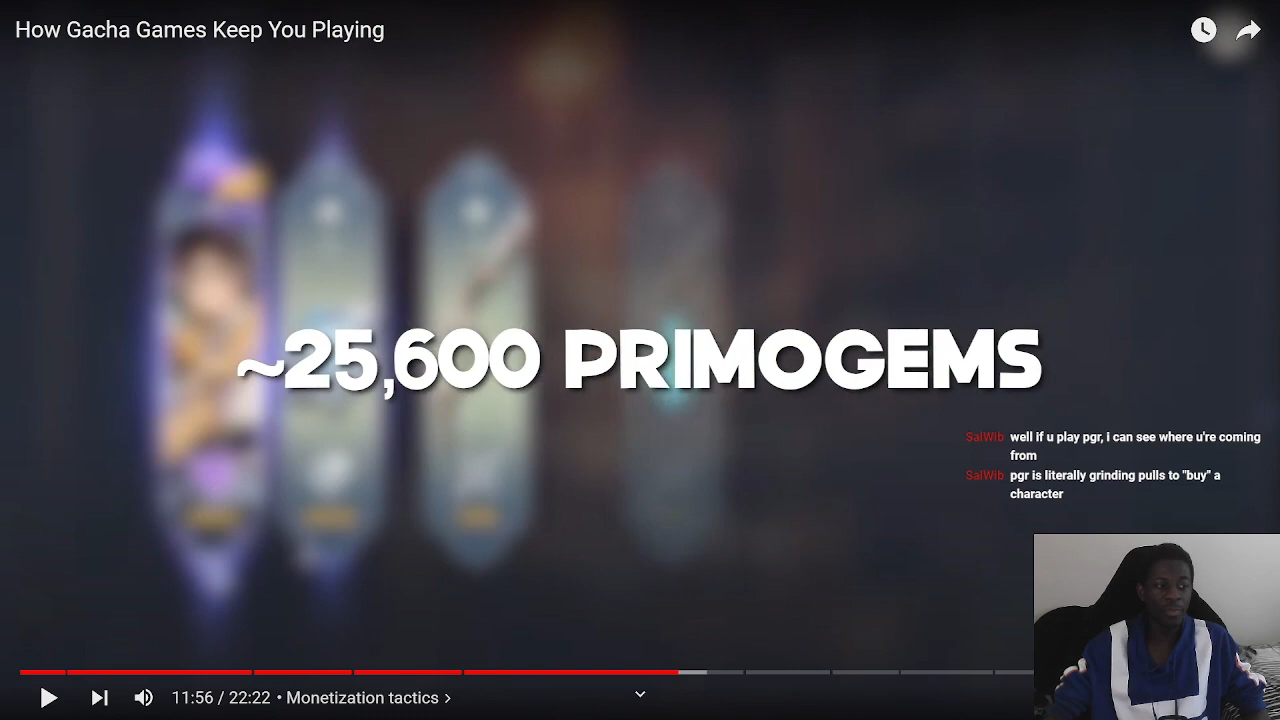 How Gacha Games Keep You Playing
~25,600 PRIMOGEMS
SalWib well if u play pgr, i can see where u're coming
from
SalWib pgr is literally grinding pulls to "buy" a
character
11:56 / 22:22 • Monetization tactics ›